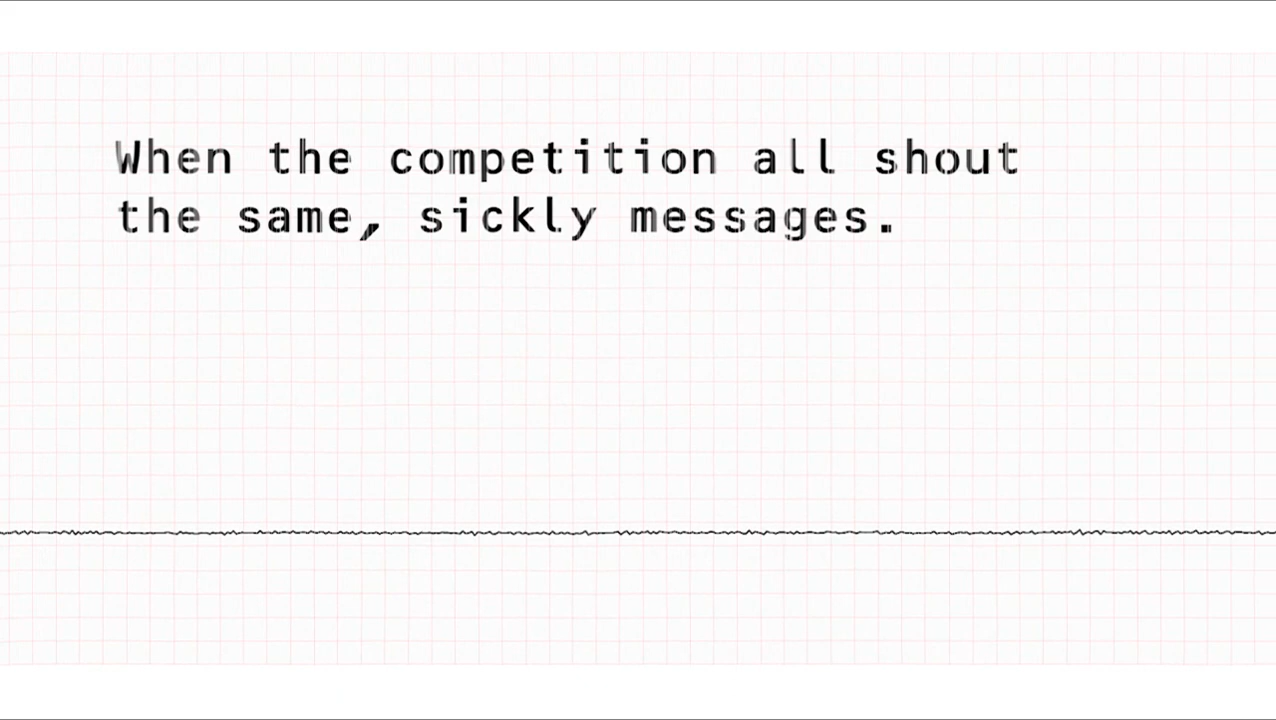 When the competition all shout
the same, sickly messages.